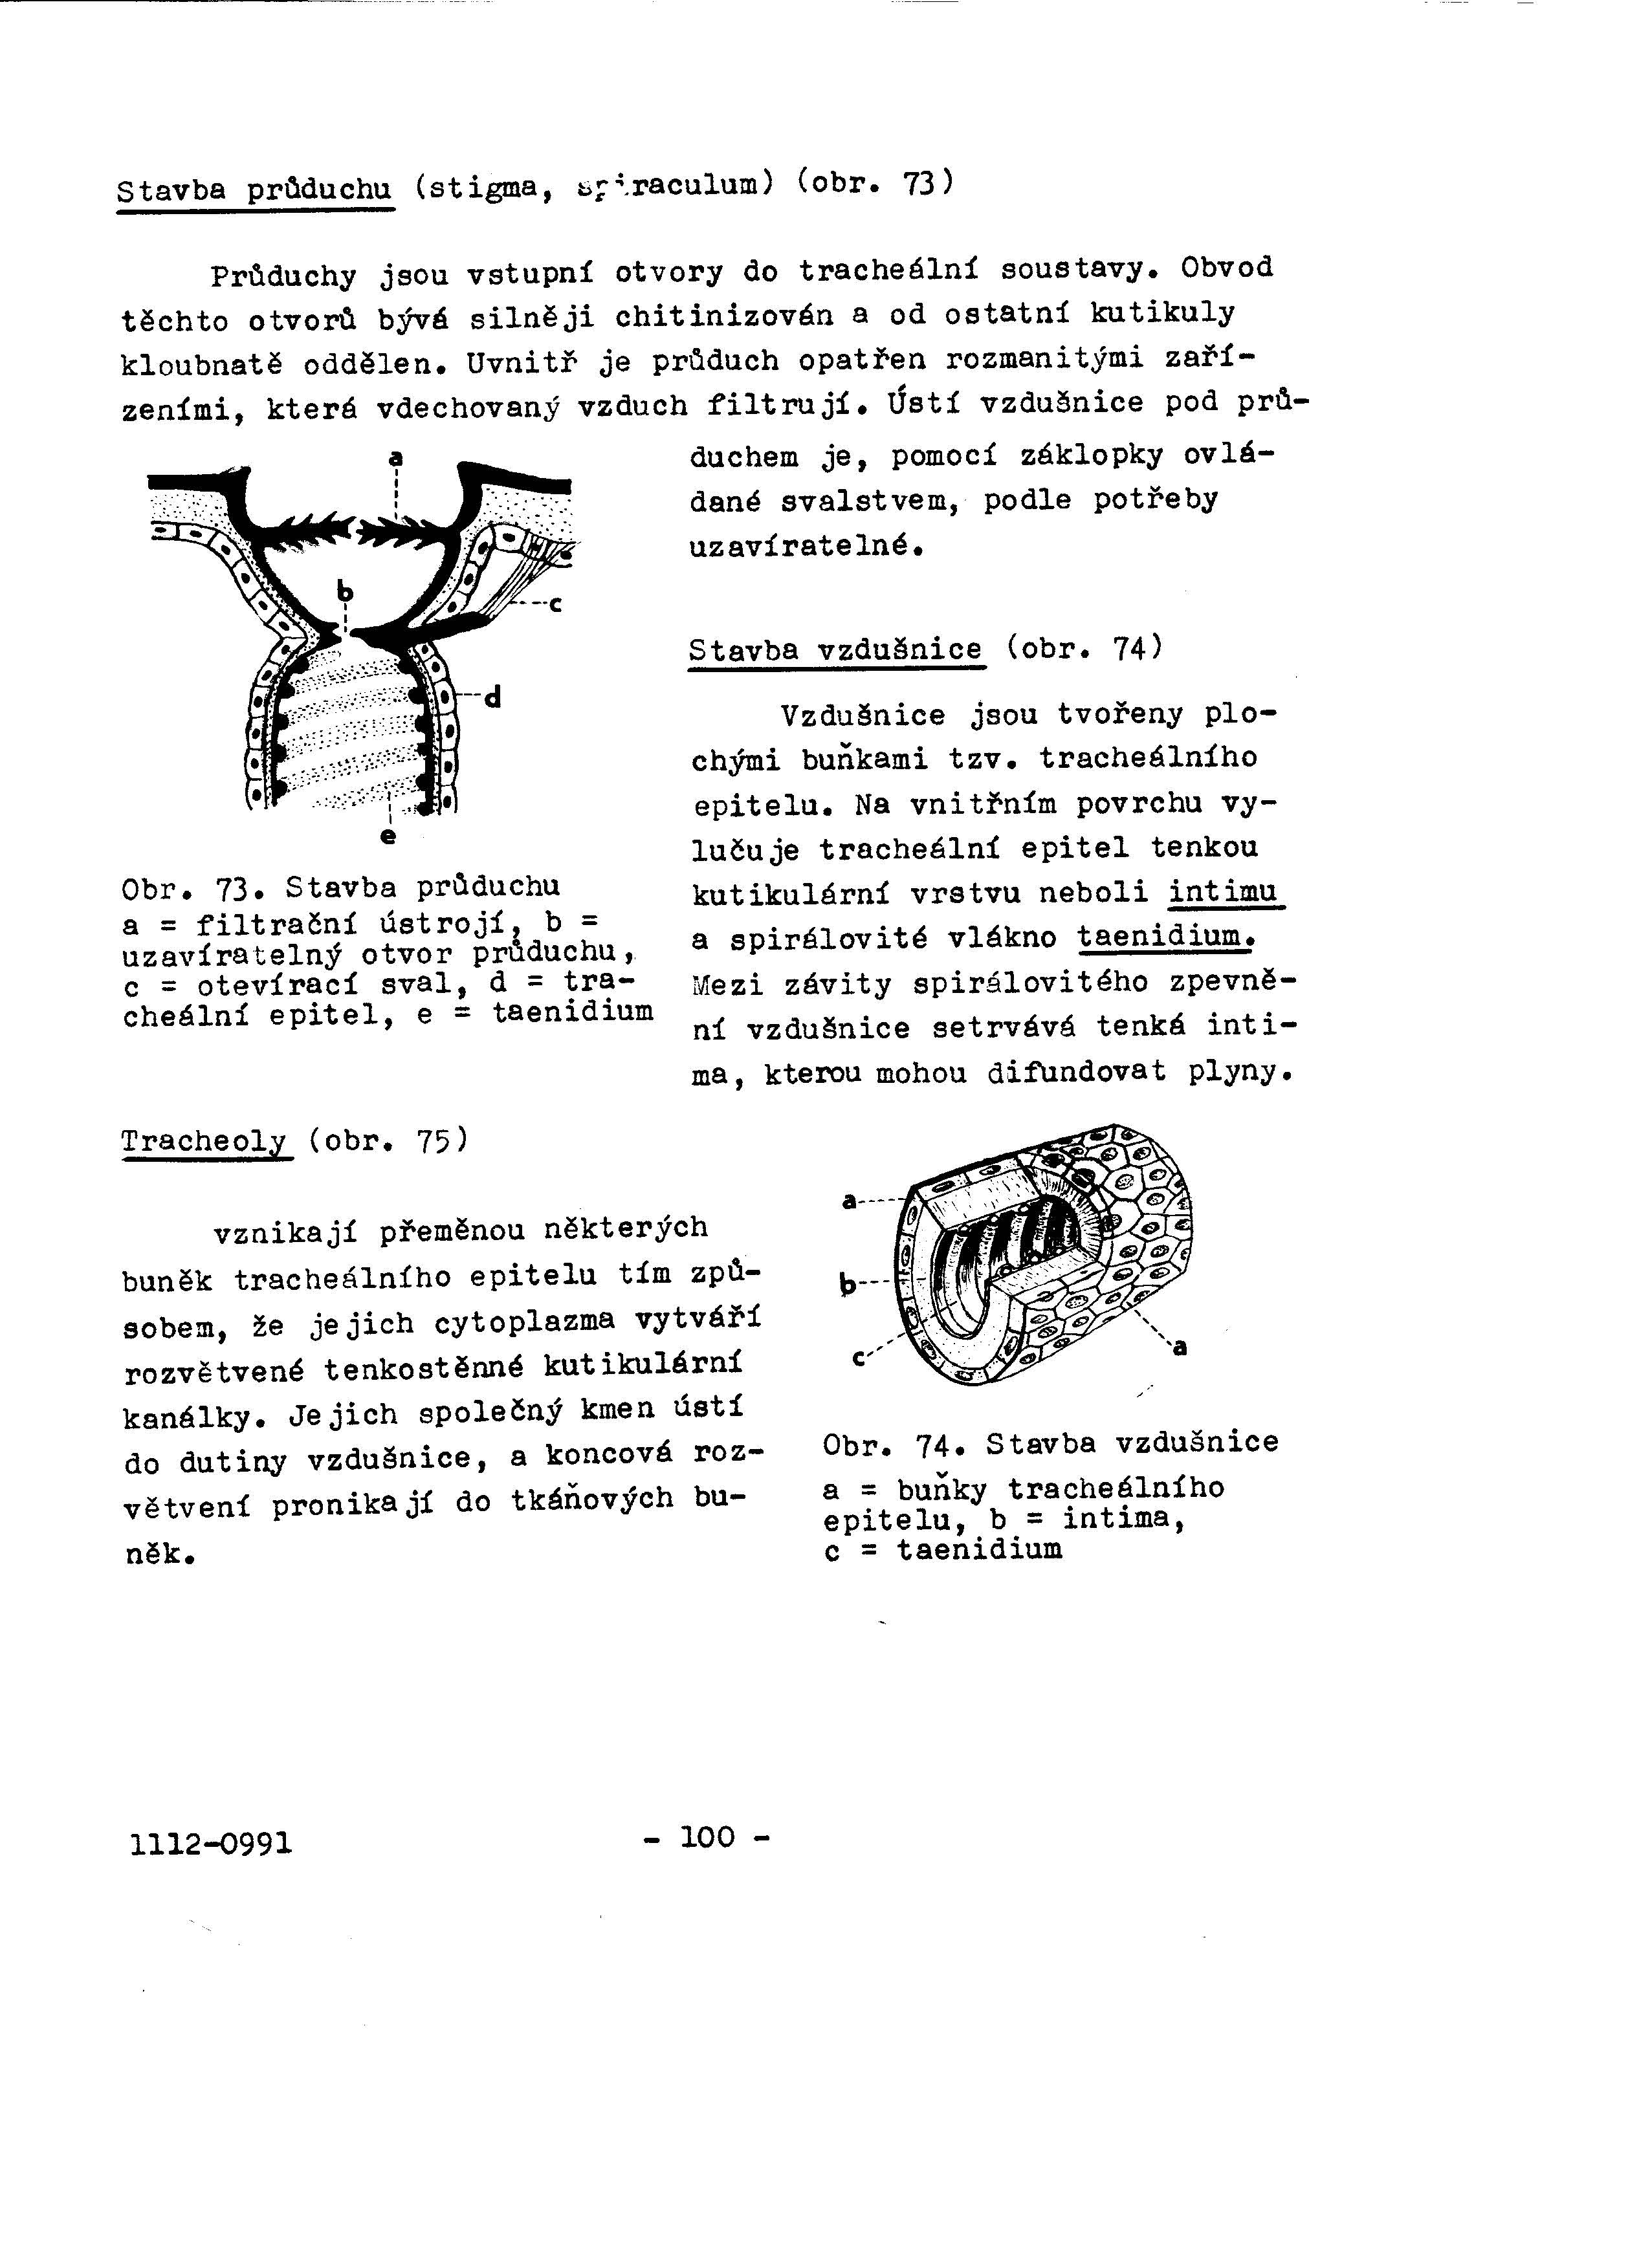 Stavba průduchu (stigma, spiraculum) (obr. 73)
Průduchy jsou vstupní otvory do tracheální soustavy. Obvod
těchto otvorů bývá silněji chitinizován a od ostatní kutikuly
kloubnatě oddělen. Uvnitř je průduch opatřen rozmanitými zaří-
zeními, která vdechovaný vzduch filtrují. Ústí vzdušnice pod prů-
duchem je, pomocí záklopky ovlá-
dané svalstvem, podle potřeby
uzavíratelné.
a
b
c
d
e
Obr. 73. Stavba průduchu
a = filtrační ústrojí, b =
uzavíratelný otvor průduchu,
c = otevírací sval, d = tra-
cheální epitel, e = taenidium
Stavba vzdušnice (obr. 74)
Vzdušnice jsou tvořeny plo-
chými buňkami tzv. tracheálního
epitelu. Na vnitřním povrchu vy-
lučuje tracheální epitel tenkou
kutikulární vrstvu neboli intimu
a spirálovité vlákno taenidium.
Mezi závity spirálovitého zpevně-
ní vzdušnice setrvává tenká inti-
ma, kterou mohou difundovat plyny.
Tracheoly (obr. 75)
vznikají přeměnou některých
buněk tracheálního epitelu tím způ-
sobem, že jejich cytoplazma vytváří
rozvětvené tenkostěnné kutikulární
kanálky. Jejich společný kmen ústí
do dutiny vzdušnice, a koncová roz-
větvení pronikají do tkáňových bu-
něk.
a
b
c
a
Obr. 74. Stavba vzdušnice
a = buňky tracheálního
epitelu, b = intima,
c = taenidium
1112-0991
- 100 -